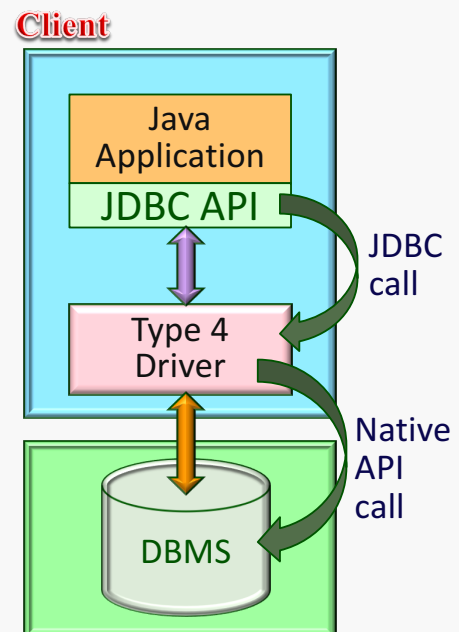 Client
Java
Application
JDBC API
JDBC
call
Type 4
Driver
Native
API
call
DBMS